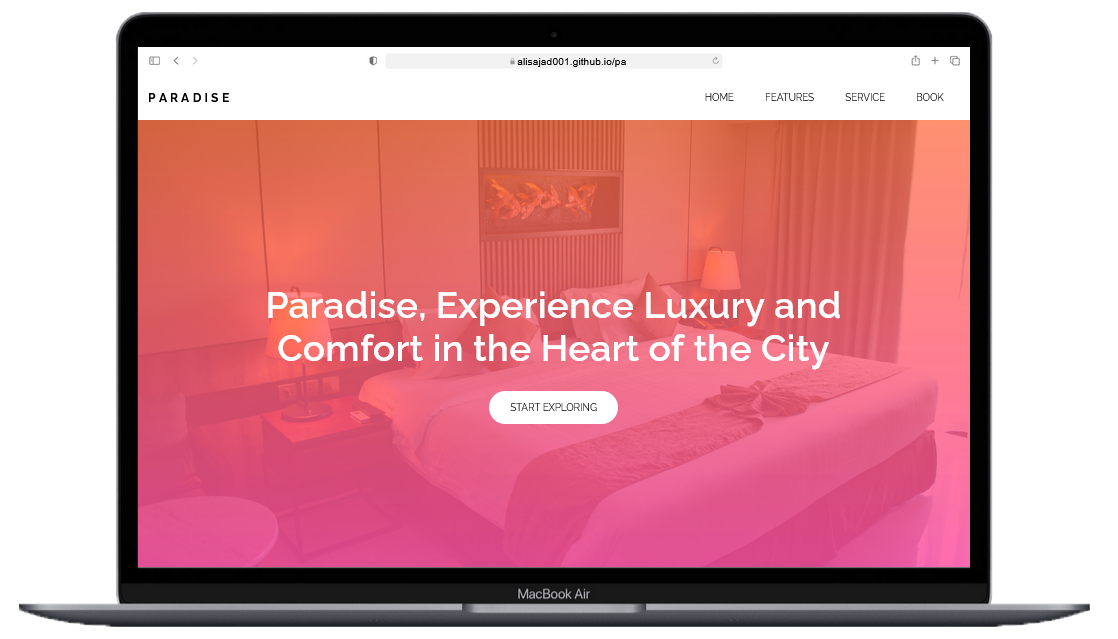 alisajad001.github.io/pa
PARADISE
HOME FEATURES SERVICE BOOK
Paradise, Experience Luxury and
Comfort in the Heart of the City
START EXPLORING
MacBook Air